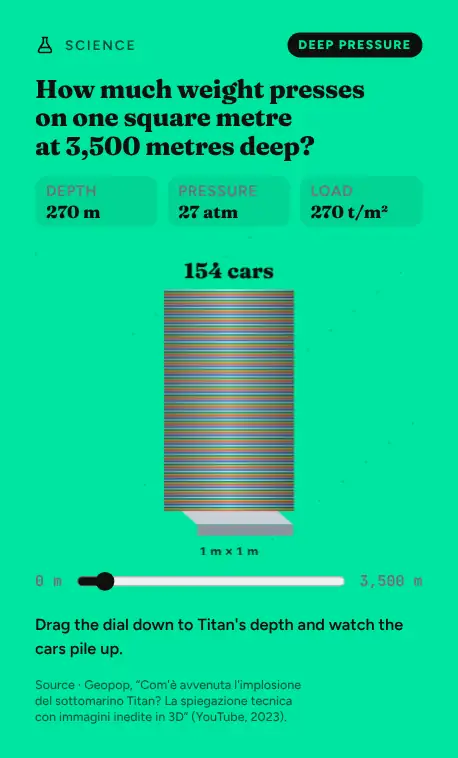 SCIENCE
DEEP PRESSURE
How much weight presses
on one square metre
at 3,500 metres deep?
DEPTH
270 m
PRESSURE
27 atm
LOAD
270 t/m²
154 cars
1 m × 1 m
0 m
3,500 m
Drag the dial down to Titan's depth and watch the
cars pile up.
Source · Geopop, “Com'è avvenuta l'implosione
del sottomarino Titan? La spiegazione tecnica
con immagini inedite in 3D” (YouTube, 2023).